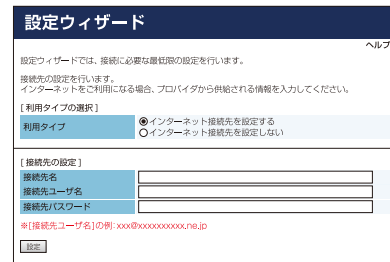 設定ウィザード
ヘルプ
設定ウィザードでは、接続に必要な最低限の設定を行います。
接続先の設定を行います。
インターネットをご利用になる場合、プロバイダから供給される情報を入力してください。
[利用タイプの選択]
利用タイプ
インターネット接続先を設定する
インターネット接続先を設定しない
[接続先の設定]
接続先名
接続先ユーザ名
接続先パスワード
※[接続先ユーザ名]の例:xxx@xxxxxxxxxx.ne.jp
設定